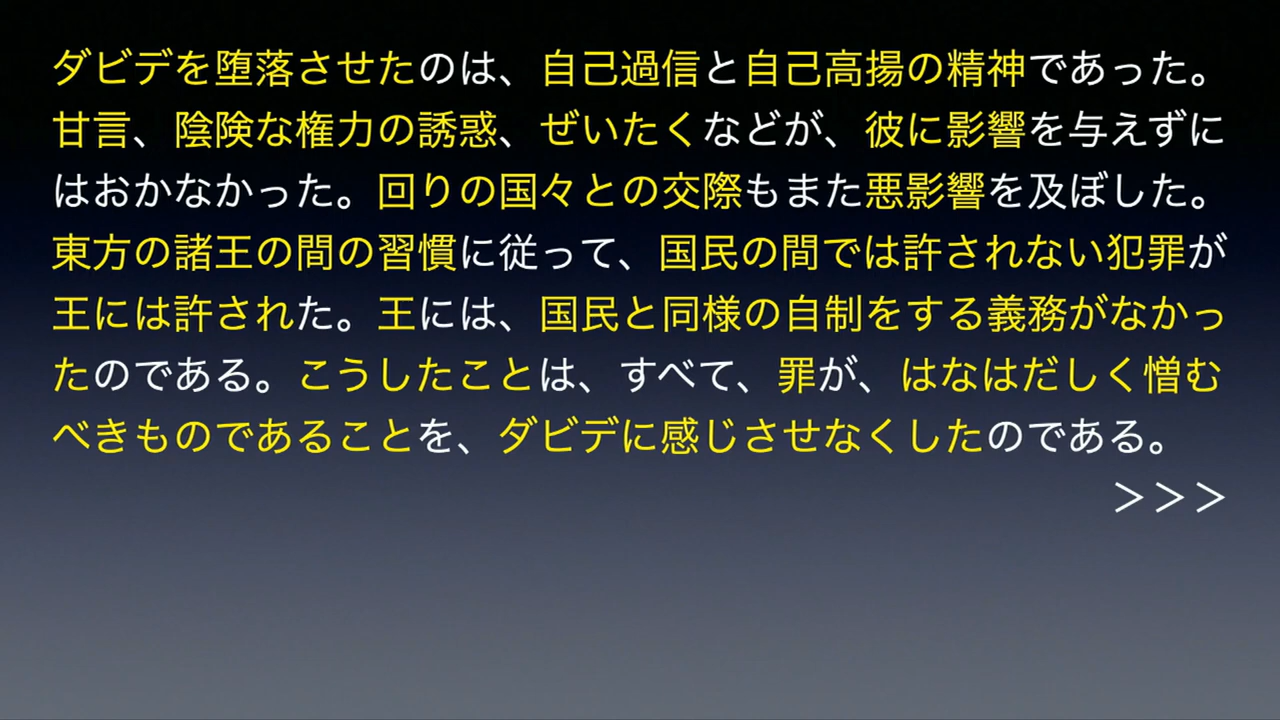 ダビデを堕落させたのは、自己過信と自己高揚の精神であった。
甘言、陰険な権力の誘惑、ぜいたくなどが、彼に影響を与えずに
はおかなかった。回りの国々との交際もまた悪影響を及ぼした。
東方の諸王の間の習慣に従って、国民の間では許されない犯罪が
王には許された。王には、国民と同様の自制をする義務がなかっ
たのである。こうしたことは、すべて、罪が、はなはだしく憎む
べきものであることを、ダビデに感じさせなくしたのである。
＞＞＞